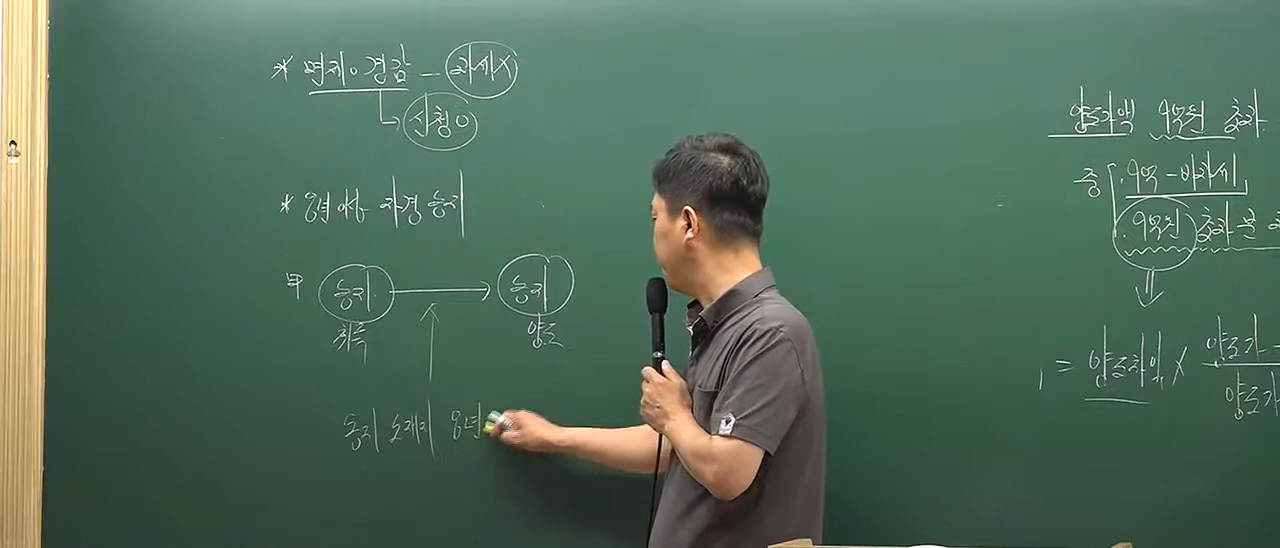 * 면제·경감 - 과세X
신청O
* 8년 이상 자경 농지
甲 농지 → 농지
취득 양도
농지 소재지 8년
양도가액 9억원 초과
중 9억 - 비과세
9억원 초과분
= 양도차익 × 양도가 -
양도가